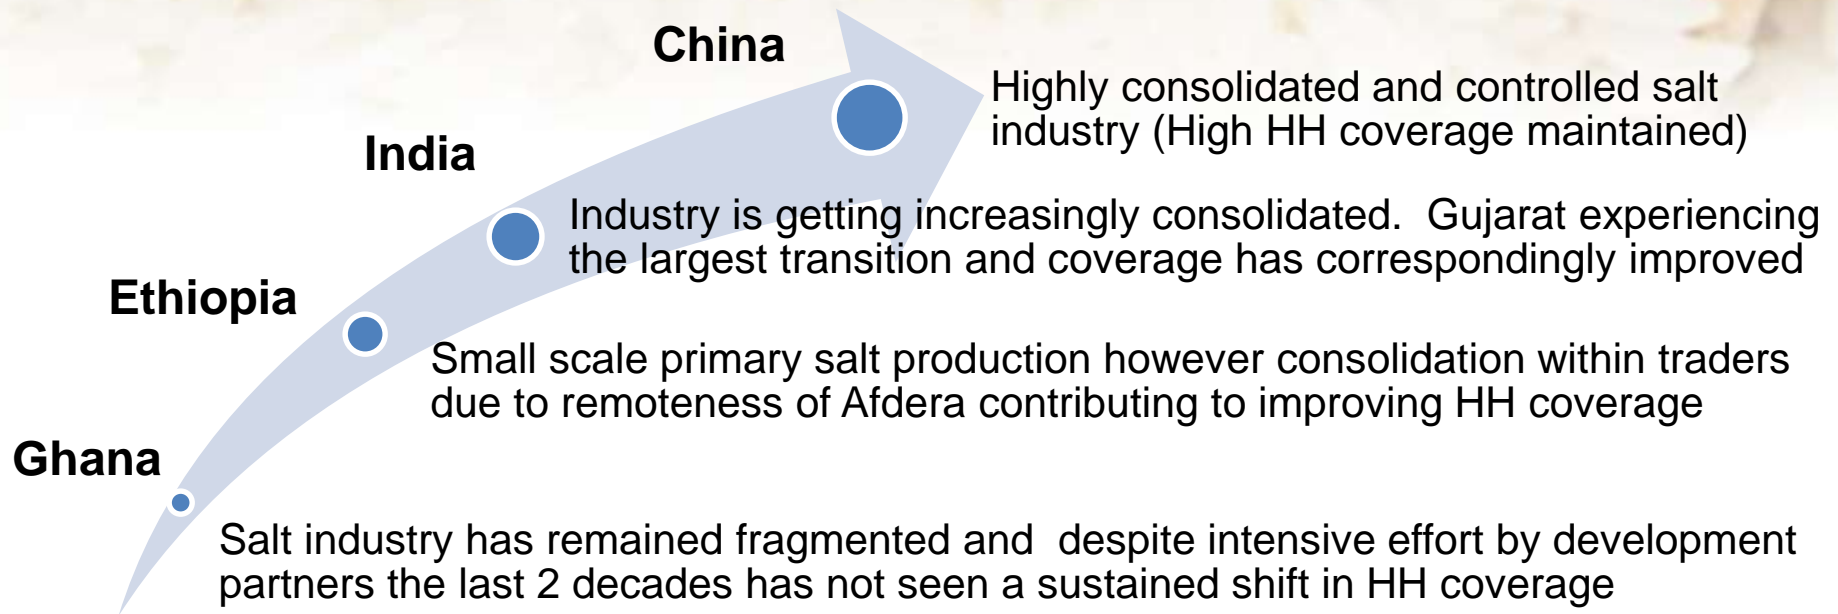 China
Highly consolidated and controlled salt
industry (High HH coverage maintained)
India
Industry is getting increasingly consolidated.  Gujarat experiencing
the largest transition and coverage has correspondingly improved
Ethiopia
Small scale primary salt production however consolidation within traders
due to remoteness of Afdera contributing to improving HH coverage
Ghana
Salt industry has remained fragmented and  despite intensive effort by development
partners the last 2 decades has not seen a sustained shift in HH coverage